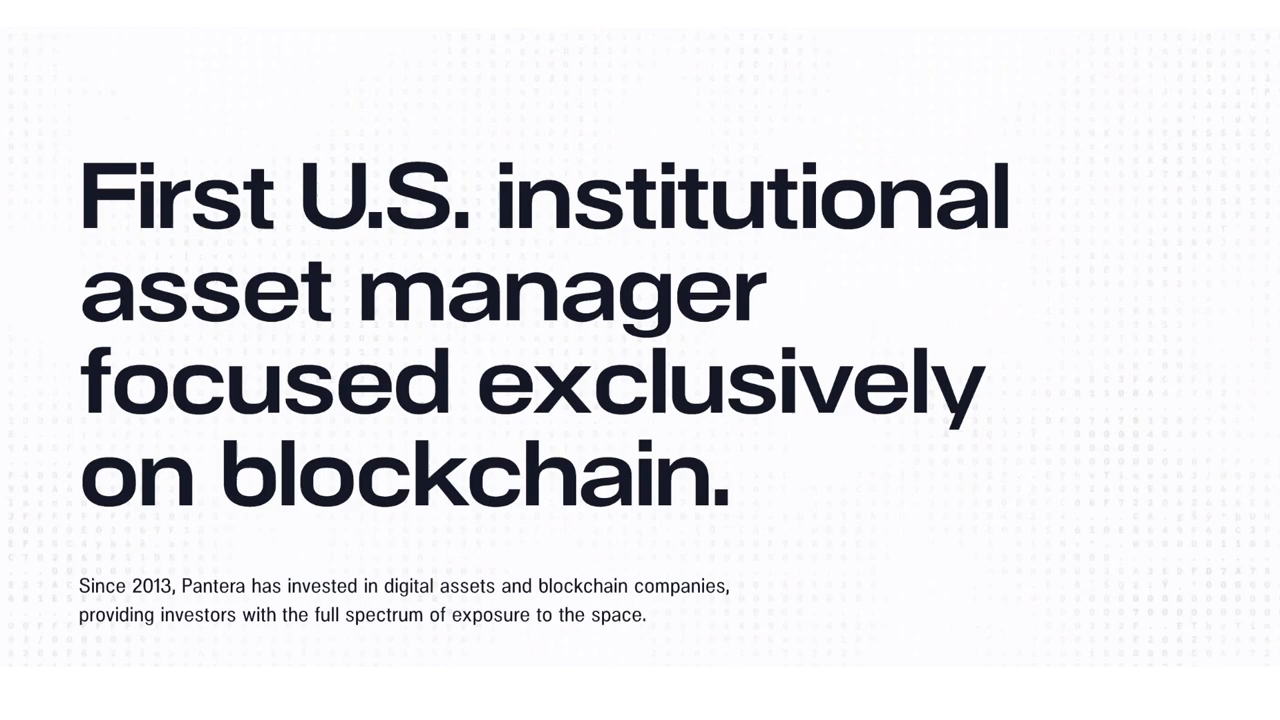 First U.S. institutional
asset manager
focused exclusively
on blockchain.
Since 2013, Pantera has invested in digital assets and blockchain companies,
providing investors with the full spectrum of exposure to the space.